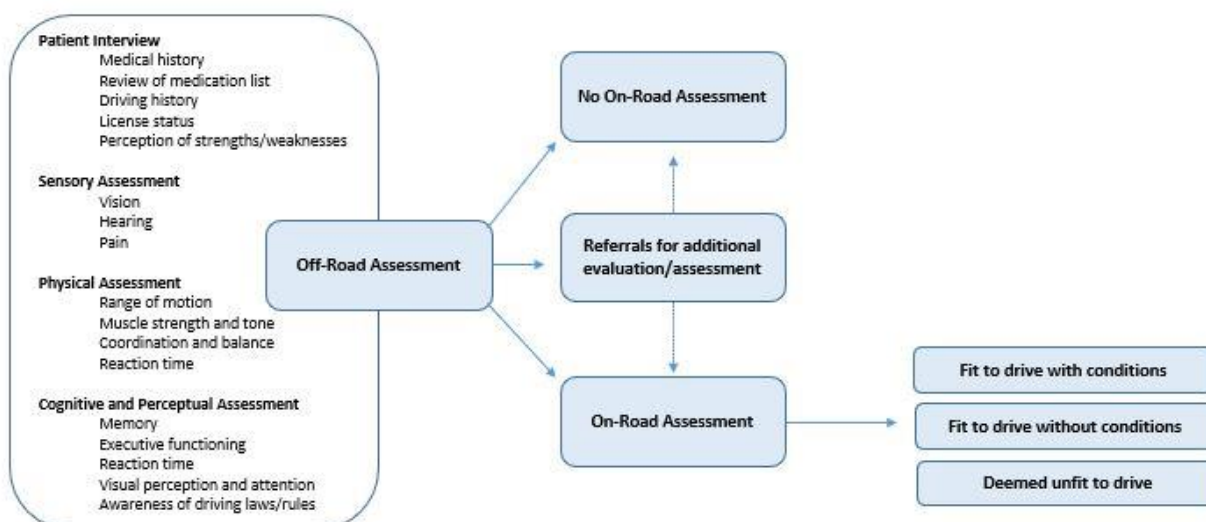 Patient Interview
Medical history
Review of medication list
Driving history
License status
Perception of strengths/weaknesses
Sensory Assessment
Vision
Hearing
Pain
Physical Assessment
Range of motion
Muscle strength and tone
Coordination and balance
Reaction time
Cognitive and Perceptual Assessment
Memory
Executive functioning
Reaction time
Visual perception and attention
Awareness of driving laws/rules
Off-Road Assessment
No On-Road Assessment
Referrals for additional
evaluation/assessment
On-Road Assessment
Fit to drive with conditions
Fit to drive without conditions
Deemed unfit to drive